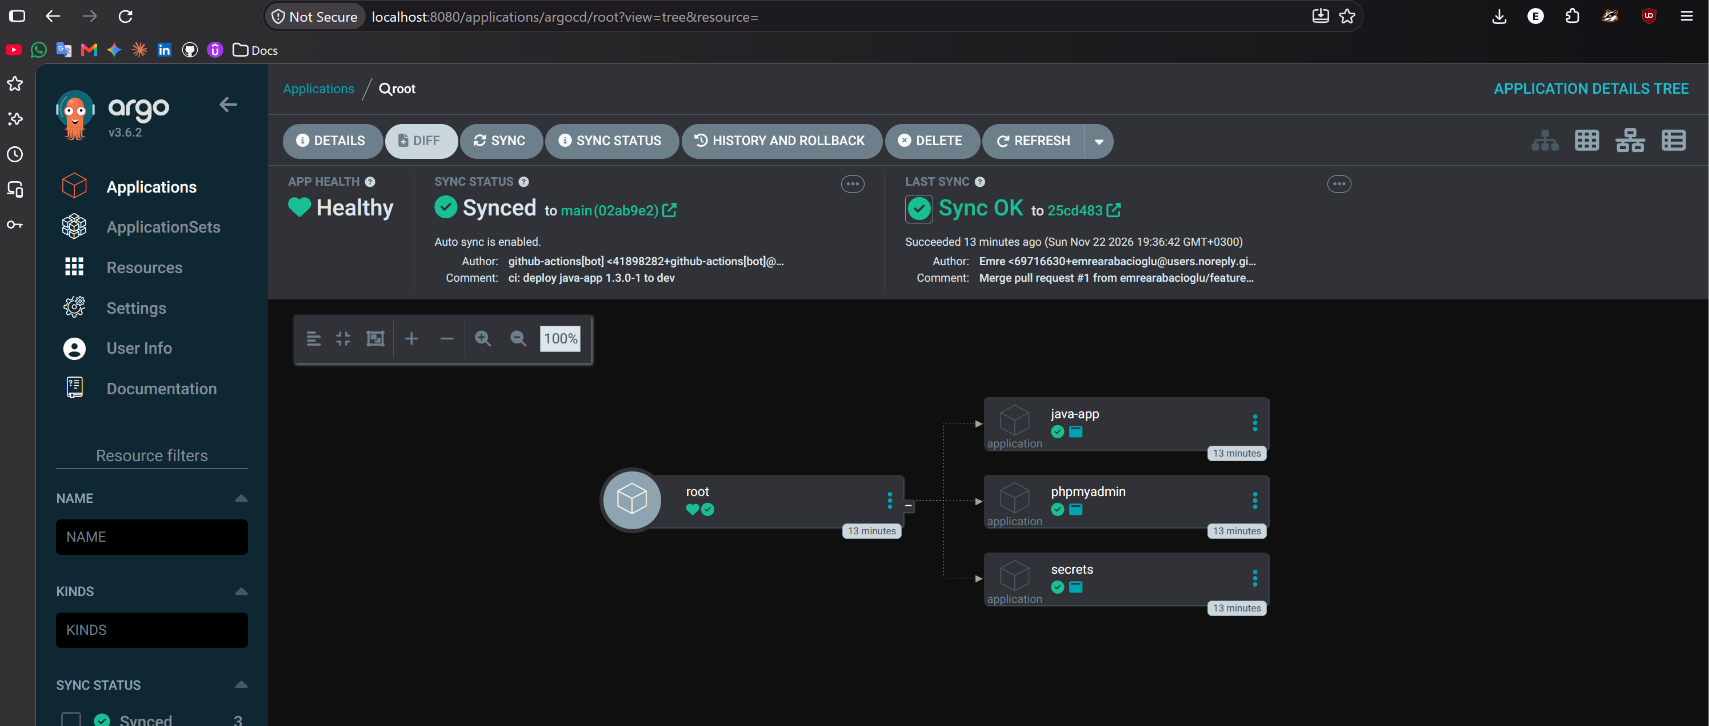 Not Secure localhost:8080/applications/argocd/root?view=tree&resource=
E
UD
in
Docs
argo
v3.6.2
Applications
ApplicationSets
Resources
Settings
User Info
Documentation
Resource filters
NAME
NAME
KINDS
KINDS
SYNC STATUS
Synced 3
Applications / root
APPLICATION DETAILS TREE
DETAILS DIFF SYNC SYNC STATUS HISTORY AND ROLLBACK DELETE REFRESH
APP HEALTH
Healthy
SYNC STATUS
Synced to main(02ab9e2)
Auto sync is enabled.
Author: github-actions[bot] <41898282+github-actions[bot]@...
Comment: ci: deploy java-app 1.3.0-1 to dev
LAST SYNC
Sync OK to 25cd483
Succeeded 13 minutes ago (Sun Nov 22 2026 19:36:42 GMT+0300)
Author: Emre <69716630+emrearabacioglu@users.noreply.gi...
Comment: Merge pull request #1 from emrearabacioglu/feature...
100%
root
13 minutes
java-app
application
13 minutes
phpmyadmin
application
13 minutes
secrets
application
13 minutes